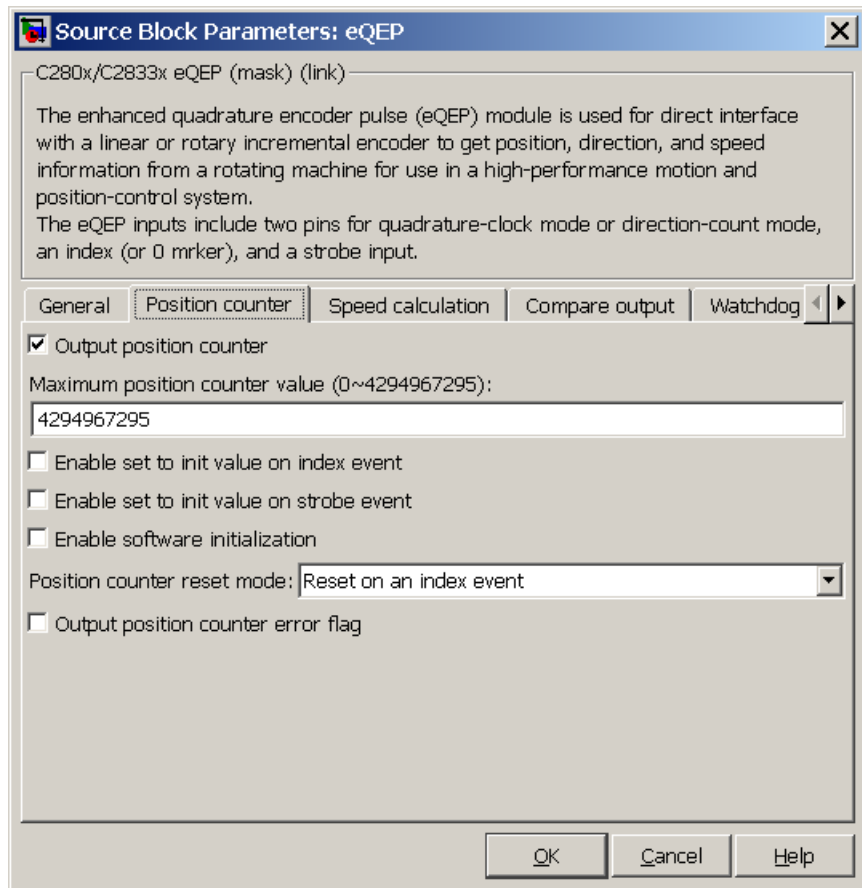 Source Block Parameters: eQEP
C280x/C2833x eQEP (mask) (link)
The enhanced quadrature encoder pulse (eQEP) module is used for direct interface
with a linear or rotary incremental encoder to get position, direction, and speed
information from a rotating machine for use in a high-performance motion and
position-control system.
The eQEP inputs include two pins for quadrature-clock mode or direction-count mode,
an index (or 0 mrker), and a strobe input.
General Position counter Speed calculation Compare output Watchdog
Output position counter
Maximum position counter value (0~4294967295):
4294967295
Enable set to init value on index event
Enable set to init value on strobe event
Enable software initialization
Position counter reset mode: Reset on an index event
Output position counter error flag
OK Cancel Help